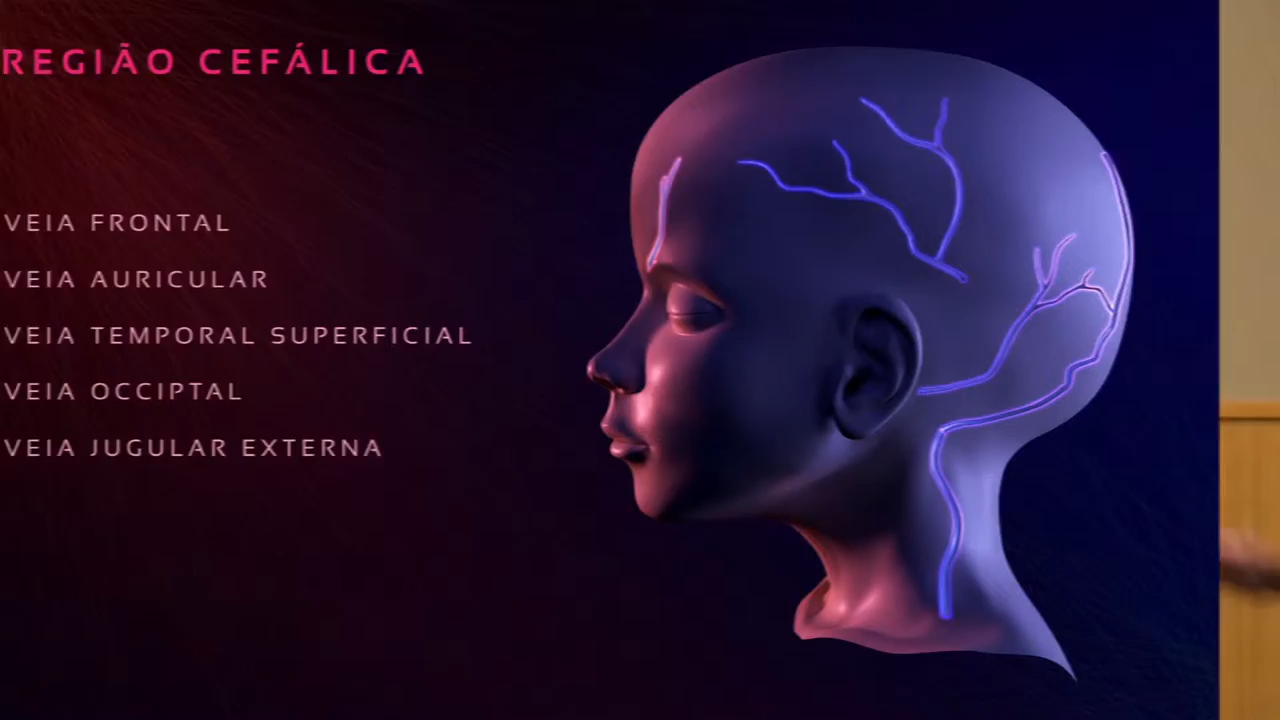 REGIÃO CEFÁLICA
VEIA FRONTAL
VEIA AURICULAR
VEIA TEMPORAL SUPERFICIAL
VEIA OCCIPTAL
VEIA JUGULAR EXTERNA